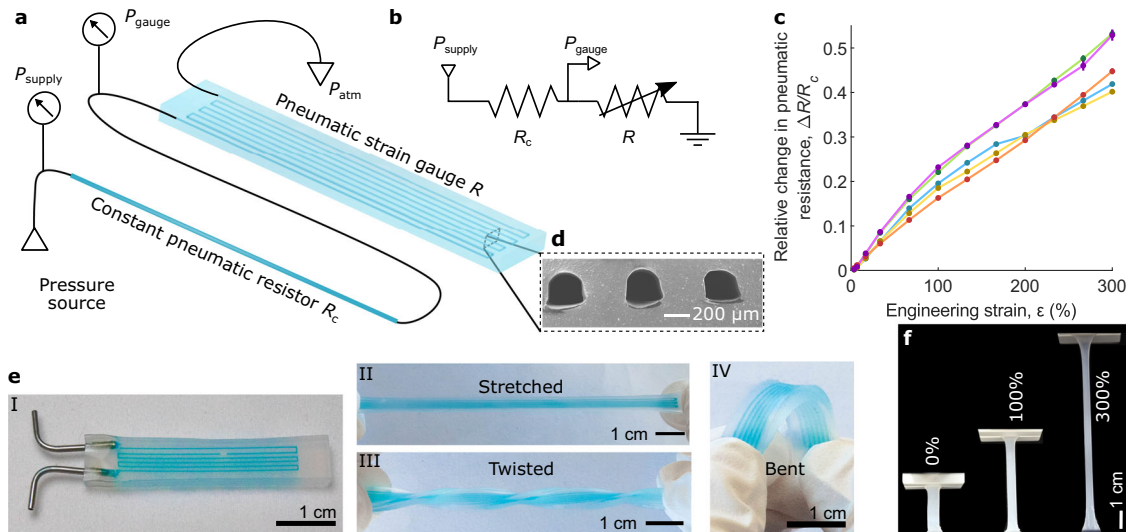 a
P_gauge
P_supply
P_atm
Pneumatic strain gauge R
Constant pneumatic resistor R_c
Pressure
source
b
P_supply
P_gauge
R_c
R
c
Relative change in pneumatic
resistance, ΔR/R_c
0.5
0.4
0.3
0.2
0.1
0
0
100
200
300
Engineering strain, ε (%)
d
200 µm
e
I
1 cm
II
Stretched
1 cm
III
Twisted
1 cm
IV
Bent
1 cm
f
0%
100%
300%
1 cm